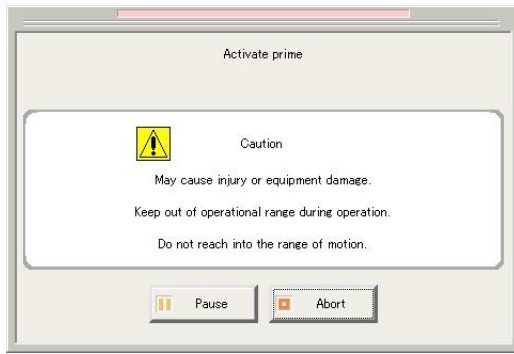 Activate prime
Caution
May cause injury or equipment damage.
Keep out of operational range during operation.
Do not reach into the range of motion.
Pause
Abort